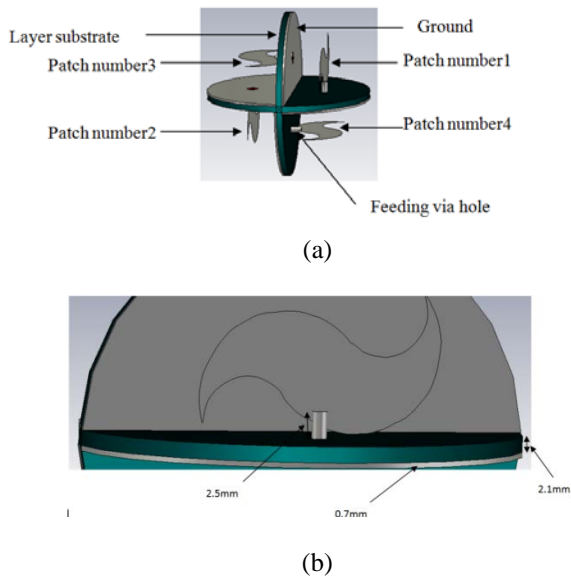 Layer substrate
Ground
Patch number3
Patch number1
Patch number2
Patch number4
Feeding via hole
(a)
2.5mm
0.7mm
2.1mm
(b)